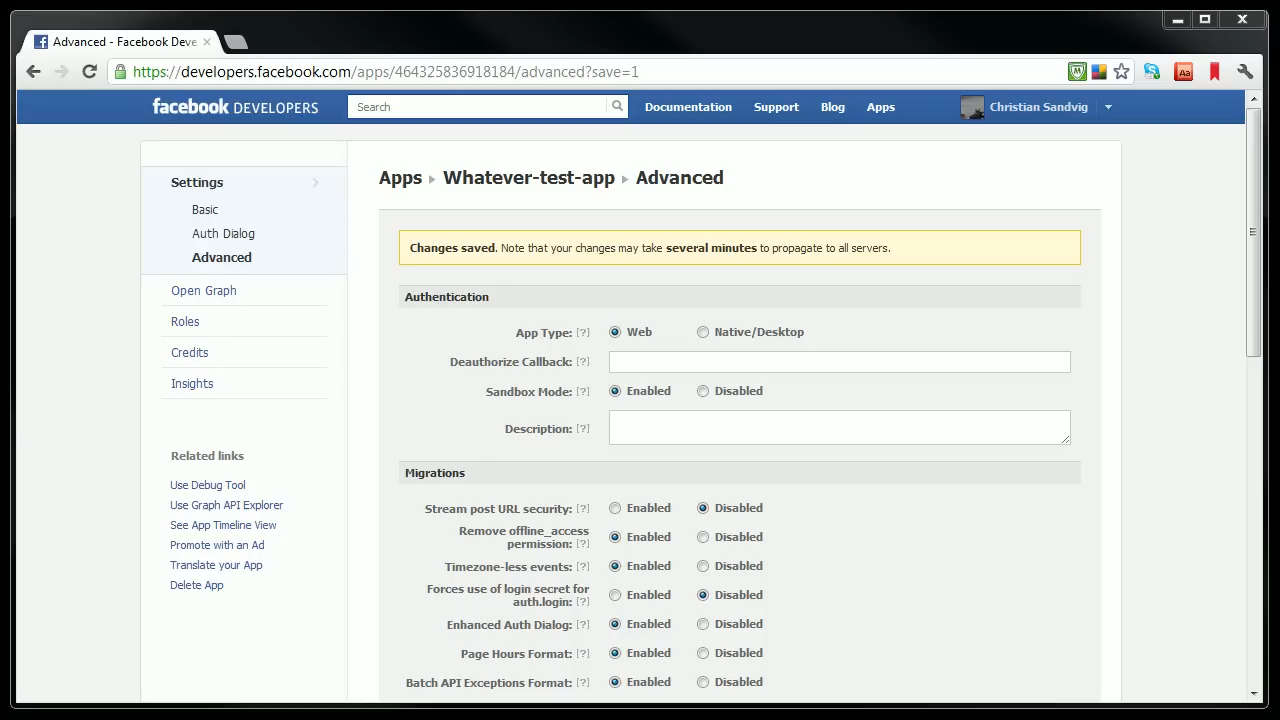 Advanced - Facebook Deve
https://developers.facebook.com/apps/464325836918184/advanced?save=1
facebook DEVELOPERS
Search
Documentation Support Blog Apps
Christian Sandvig
Settings
Basic
Auth Dialog
Advanced
Open Graph
Roles
Credits
Insights
Related links
Use Debug Tool
Use Graph API Explorer
See App Timeline View
Promote with an Ad
Translate your App
Delete App
Apps ▸ Whatever-test-app ▸ Advanced
Changes saved. Note that your changes may take several minutes to propagate to all servers.
Authentication
App Type: [?] Web Native/Desktop
Deauthorize Callback: [?]
Sandbox Mode: [?] Enabled Disabled
Description: [?]
Migrations
Stream post URL security: [?] Enabled Disabled
Remove offline_access
permission: [?] Enabled Disabled
Timezone-less events: [?] Enabled Disabled
Forces use of login secret for
auth.login: [?] Enabled Disabled
Enhanced Auth Dialog: [?] Enabled Disabled
Page Hours Format: [?] Enabled Disabled
Batch API Exceptions Format: [?] Enabled Disabled